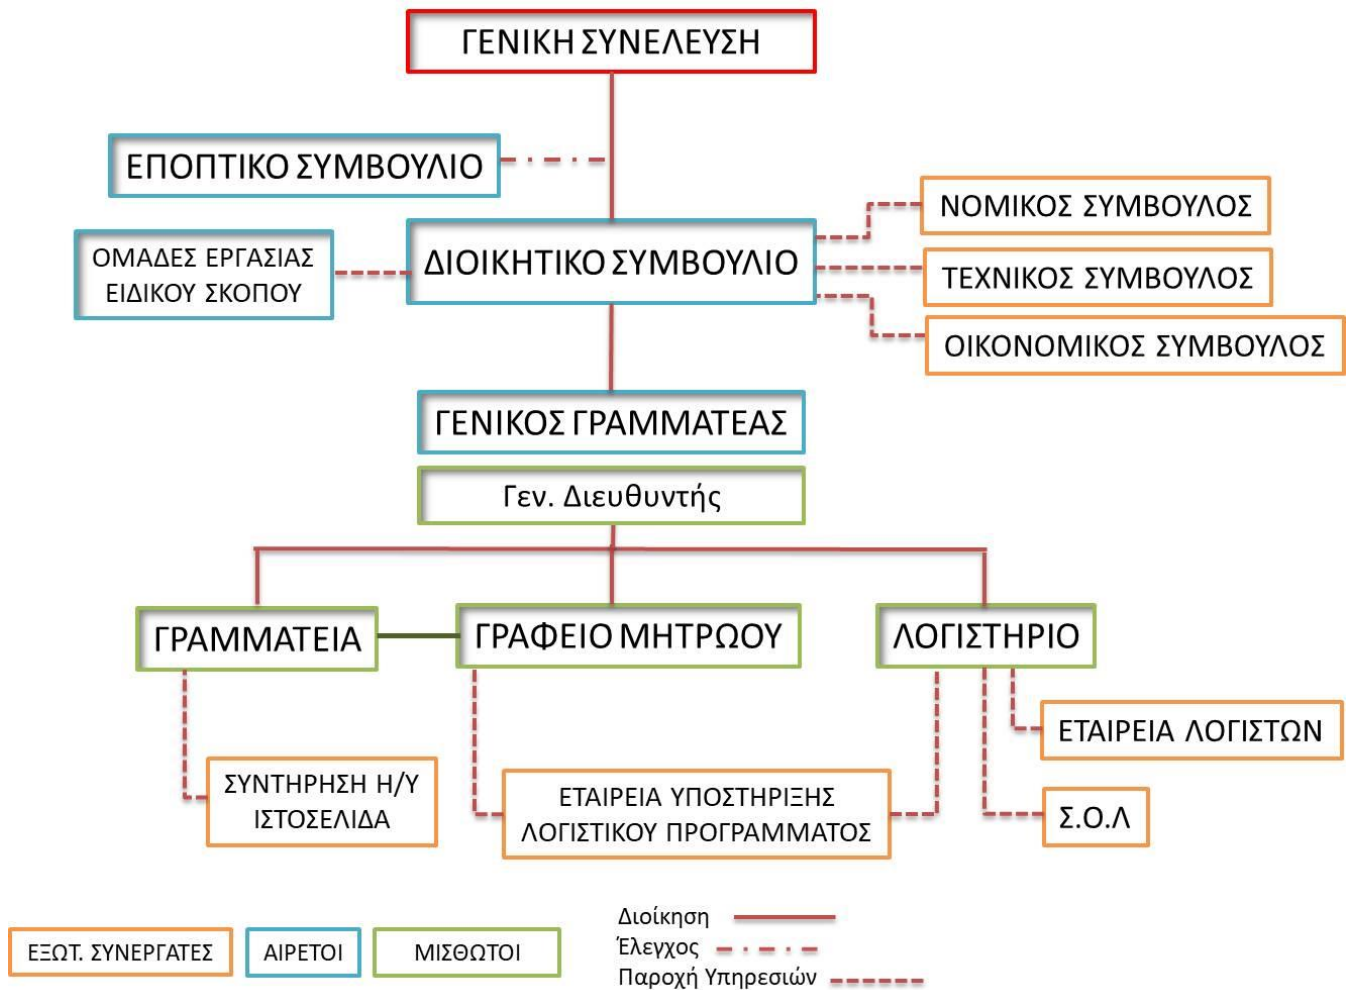 ΓΕΝΙΚΗ ΣΥΝΕΛΕΥΣΗ
ΕΠΟΠΤΙΚΟ ΣΥΜΒΟΥΛΙΟ
ΝΟΜΙΚΟΣ ΣΥΜΒΟΥΛΟΣ
ΟΜΑΔΕΣ ΕΡΓΑΣΙΑΣ
ΕΙΔΙΚΟΥ ΣΚΟΠΟΥ
ΔΙΟΙΚΗΤΙΚΟ ΣΥΜΒΟΥΛΙΟ
ΤΕΧΝΙΚΟΣ ΣΥΜΒΟΥΛΟΣ
ΟΙΚΟΝΟΜΙΚΟΣ ΣΥΜΒΟΥΛΟΣ
ΓΕΝΙΚΟΣ ΓΡΑΜΜΑΤΕΑΣ
Γεν. Διευθυντής
ΓΡΑΜΜΑΤΕΙΑ
ΓΡΑΦΕΙΟ ΜΗΤΡΩΟΥ
ΛΟΓΙΣΤΗΡΙΟ
ΕΤΑΙΡΕΙΑ ΛΟΓΙΣΤΩΝ
ΣΥΝΤΗΡΗΣΗ Η/Υ
ΙΣΤΟΣΕΛΙΔΑ
ΕΤΑΙΡΕΙΑ ΥΠΟΣΤΗΡΙΞΗΣ
ΛΟΓΙΣΤΙΚΟΥ ΠΡΟΓΡΑΜΜΑΤΟΣ
Σ.Ο.Λ
ΕΞΩΤ. ΣΥΝΕΡΓΑΤΕΣ
ΑΙΡΕΤΟΙ
ΜΙΣΘΩΤΟΙ
Διοίκηση
Έλεγχος
Παροχή Υπηρεσιών